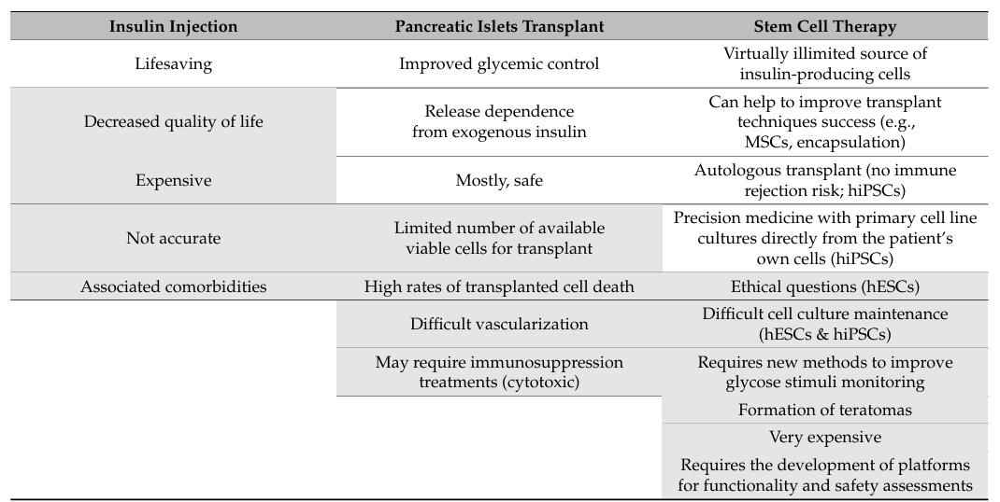 Insulin Injection Pancreatic Islets Transplant Stem Cell Therapy
Lifesaving
Improved glycemic control
Virtually illimited source of
insulin-producing cells
Decreased quality of life
Release dependence
from exogenous insulin
Can help to improve transplant
techniques success (e.g.,
MSCs, encapsulation)
Expensive
Mostly, safe
Autologous transplant (no immune
rejection risk; hiPSCs)
Not accurate
Limited number of available
viable cells for transplant
Precision medicine with primary cell line
cultures directly from the patient's
own cells (hiPSCs)
Associated comorbidities
High rates of transplanted cell death
Ethical questions (hESCs)
Difficult vascularization
Difficult cell culture maintenance
(hESCs & hiPSCs)
May require immunosuppression
treatments (cytotoxic)
Requires new methods to improve
glycose stimuli monitoring
Formation of teratomas
Very expensive
Requires the development of platforms
for functionality and safety assessments